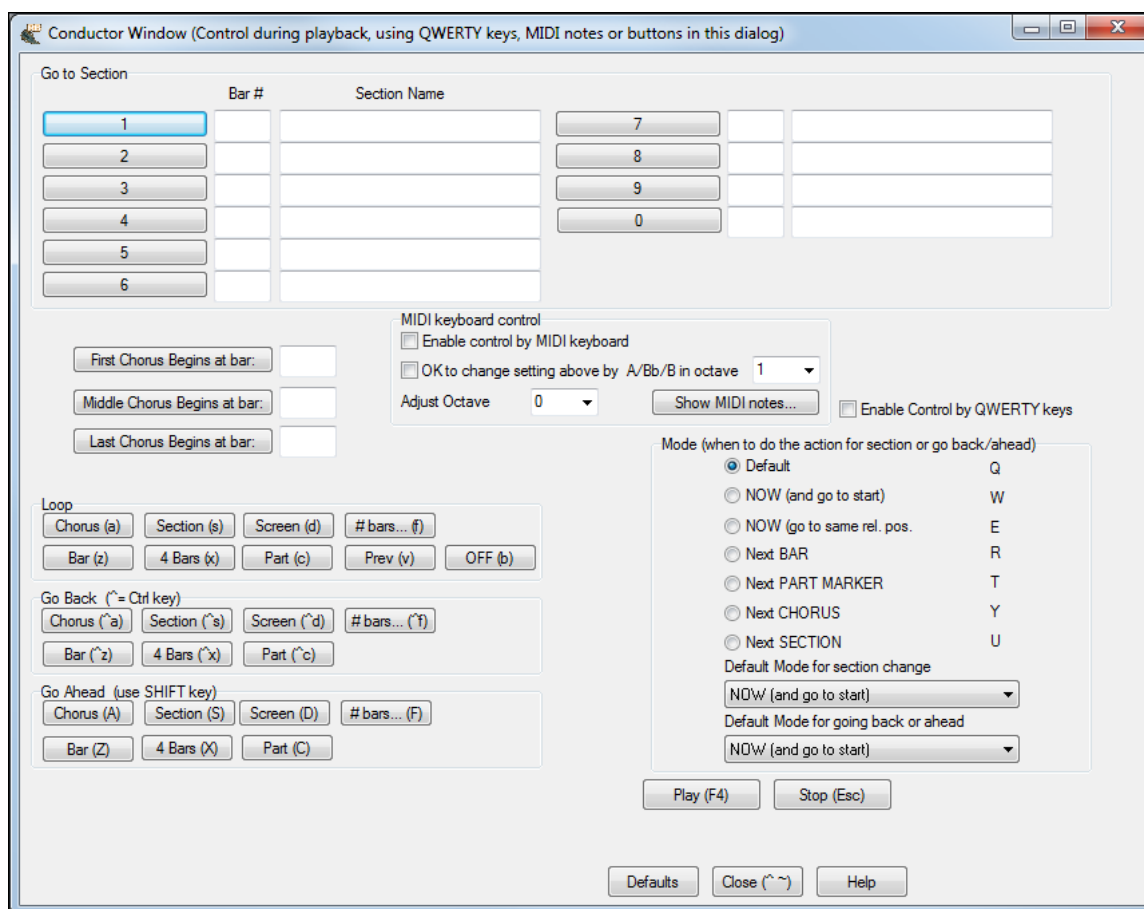 Conductor Window (Control during playback, using QWERTY keys, MIDI notes or buttons in this dialog)
Go to Section
Bar # Section Name
1 7
2 8
3 9
4 0
5
6
MIDI keyboard control
Enable control by MIDI keyboard
First Chorus Begins at bar:
OK to change setting above by A/Bb/B in octave 1
Middle Chorus Begins at bar:
Adjust Octave 0 Show MIDI notes...
Enable Control by QWERTY keys
Last Chorus Begins at bar:
Mode (when to do the action for section or go back/ahead)
Default Q
NOW (and go to start) W
NOW (go to same rel. pos. E
Next BAR R
Next PART MARKER T
Next CHORUS Y
Next SECTION U
Default Mode for section change
NOW (and go to start)
Default Mode for going back or ahead
NOW (and go to start)
Loop
Chorus (a) Section (s) Screen (d) # bars... (f)
Bar (z) 4 Bars (x) Part (c) Prev (v) OFF (b)
Go Back (^= Ctrl key)
Chorus (^a) Section (^s) Screen (^d) # bars... (^f)
Bar (^z) 4 Bars (^x) Part (^c)
Go Ahead (use SHIFT key)
Chorus (A) Section (S) Screen (D) # bars... (F)
Bar (Z) 4 Bars (X) Part (C)
Play (F4) Stop (Esc)
Defaults Close (^ ~) Help